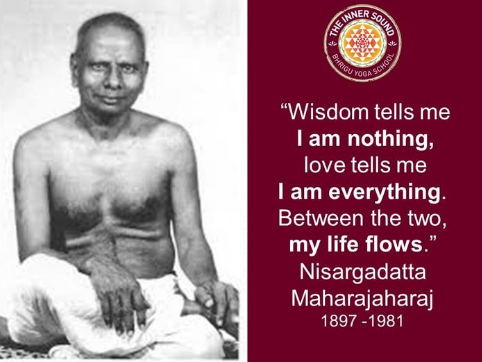 THE INNER SOUND
BHRIGU YOGA SCHOOL
“Wisdom tells me
I am nothing,
love tells me
I am everything.
Between the two,
my life flows.”
Nisargadatta
Maharajaharaj
1897 -1981